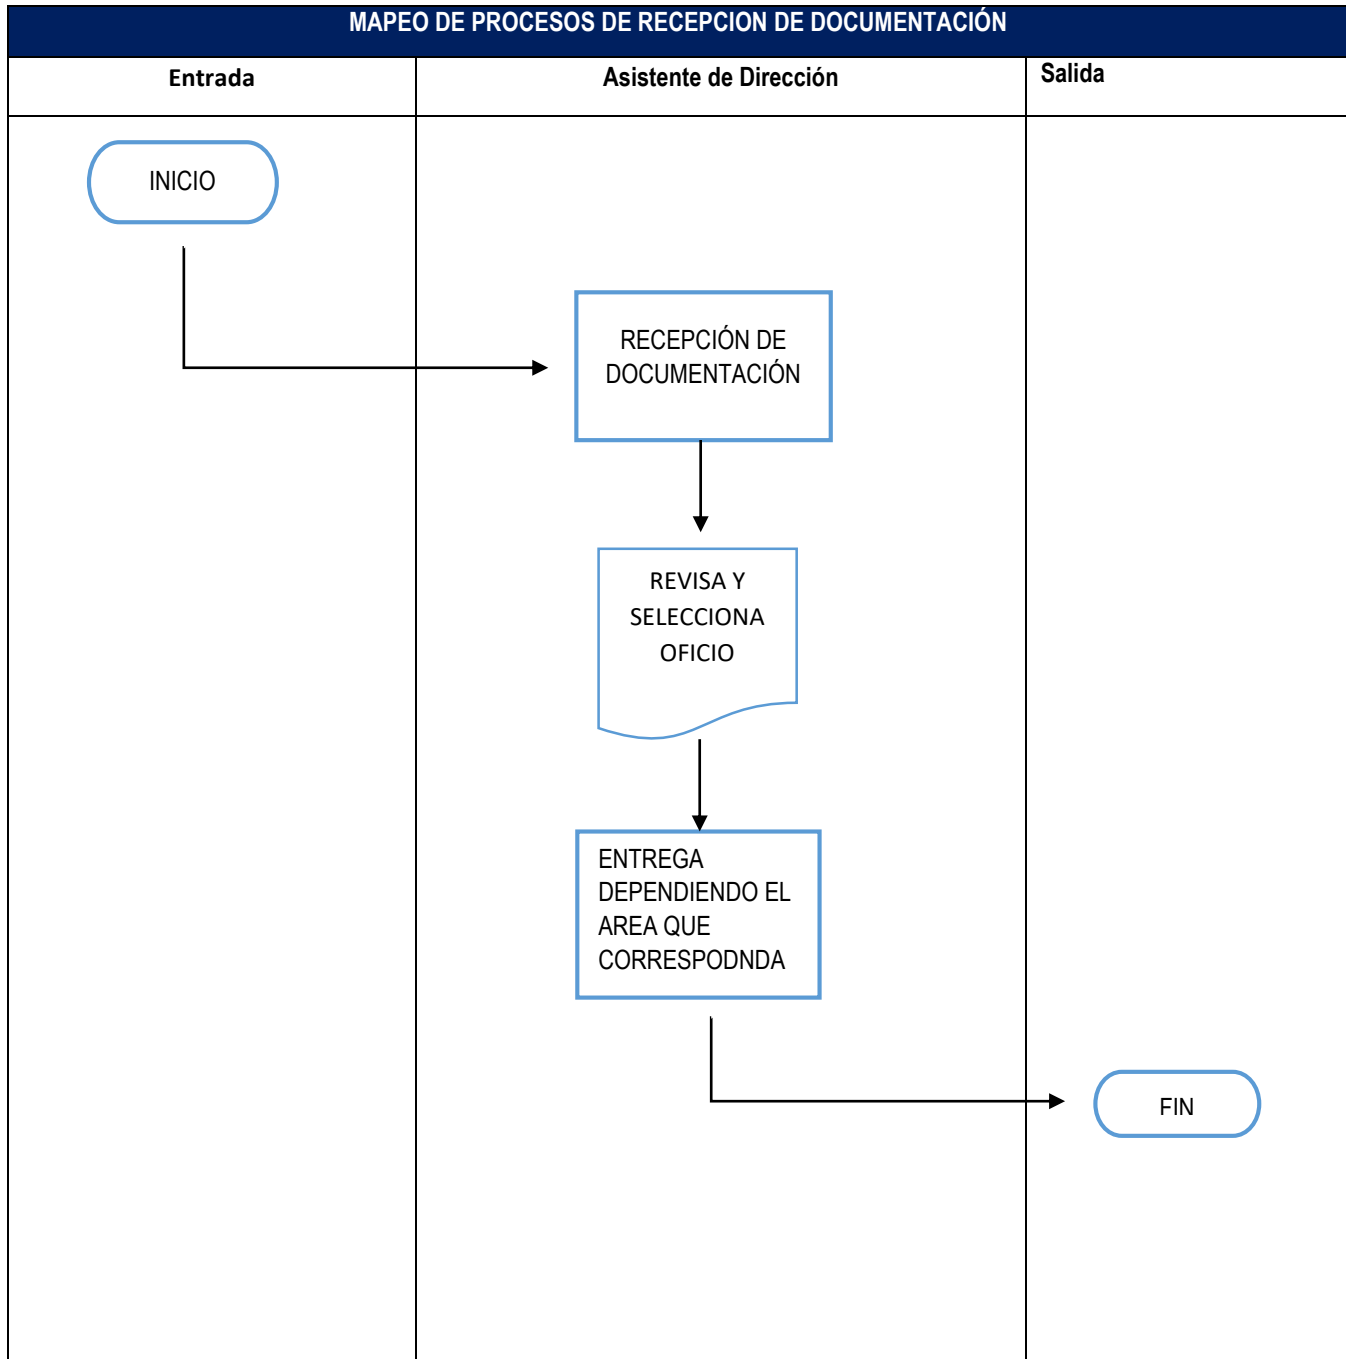 MAPEO DE PROCESOS DE RECEPCION DE DOCUMENTACIÓN
Entrada
Asistente de Dirección
Salida
INICIO
RECEPCIÓN DE
DOCUMENTACIÓN
REVISA Y
SELECCIONA
OFICIO
ENTREGA
DEPENDIENDO EL
AREA QUE
CORRESPODNDA
FIN